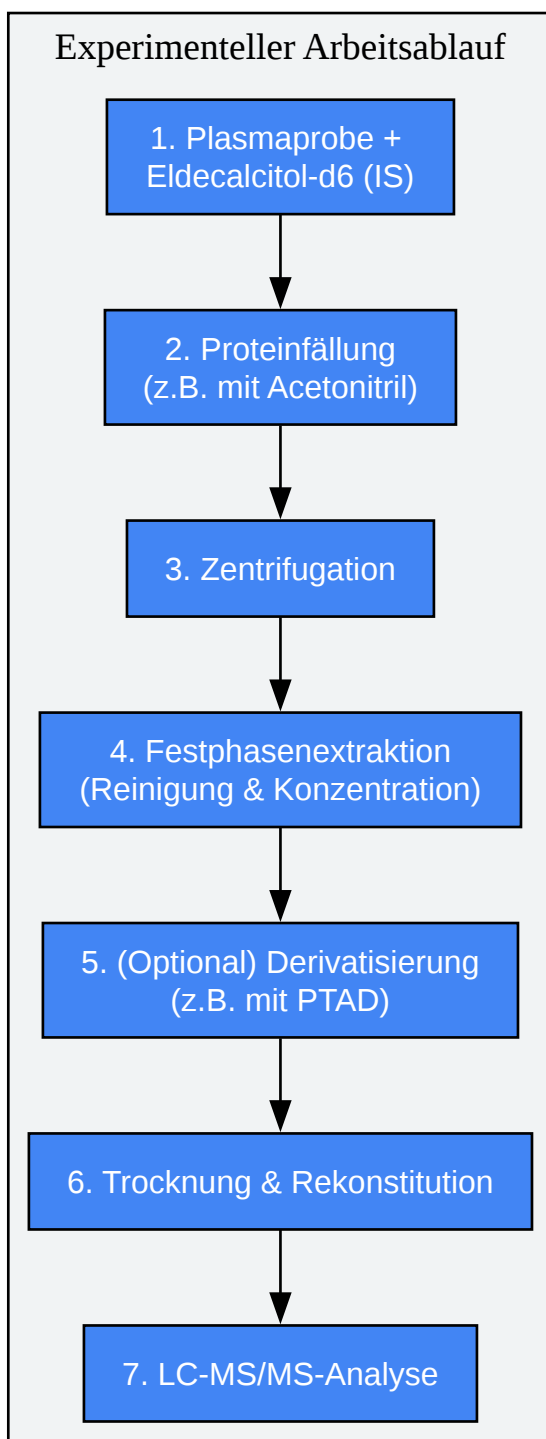 Experimenteller Arbeitsablauf
1. Plasmaprobe +
Eldecalcitol-d6 (IS)
2. Proteinfällung
(z.B. mit Acetonitril)
3. Zentrifugation
4. Festphasenextraktion
(Reinigung & Konzentration)
5. (Optional) Derivatisierung
(z.B. mit PTAD)
6. Trocknung & Rekonstitution
7. LC-MS/MS-Analyse